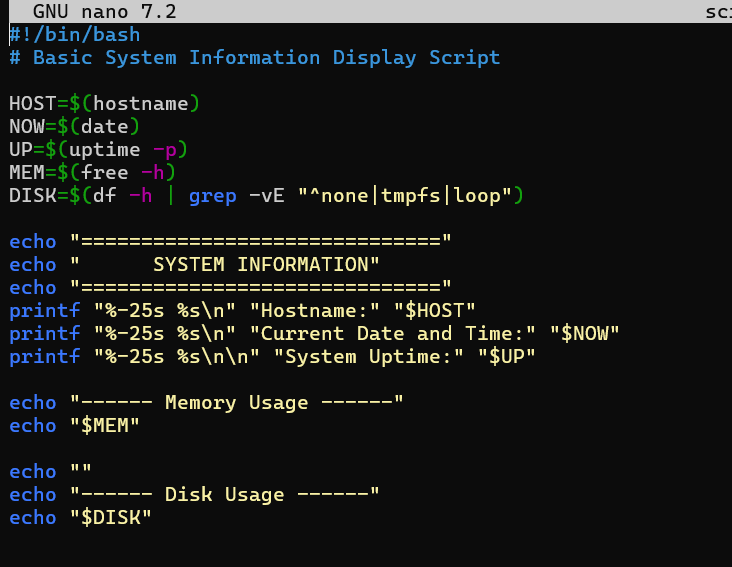 GNU nano 7.2
#!/bin/bash
# Basic System Information Display Script
HOST=$(hostname)
NOW=$(date)
UP=$(uptime -p)
MEM=$(free -h)
DISK=$(df -h | grep -vE "^none|tmpfs|loop")
echo "=============================="
echo "      SYSTEM INFORMATION"
echo "=============================="
printf "%-25s %s\n" "Hostname:" "$HOST"
printf "%-25s %s\n" "Current Date and Time:" "$NOW"
printf "%-25s %s\n\n" "System Uptime:" "$UP"
echo "------ Memory Usage ------"
echo "$MEM"
echo ""
echo "------ Disk Usage ------"
echo "$DISK"